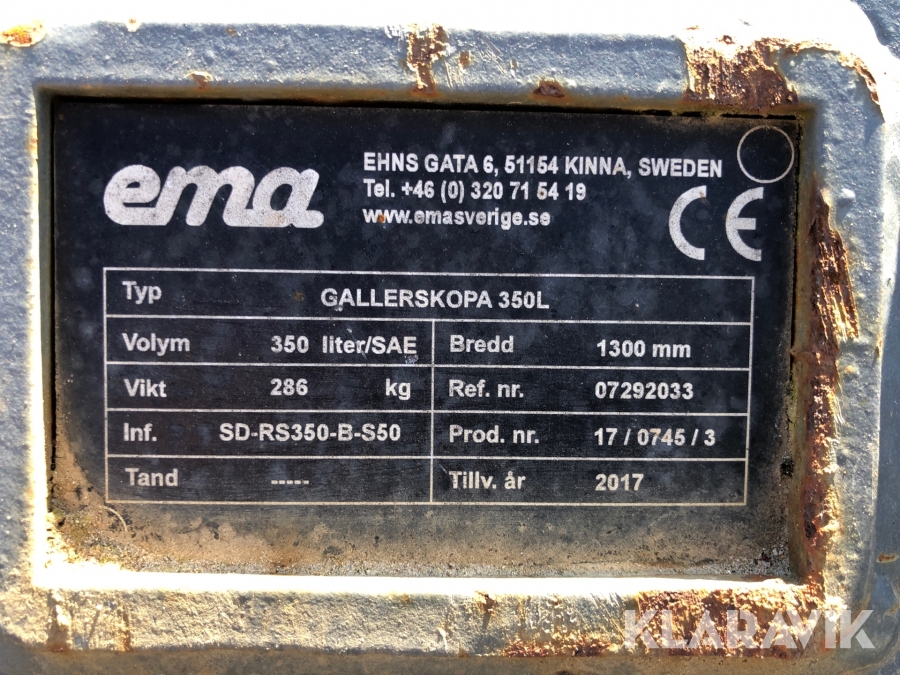 ema
EHNS GATA 6, 51154 KINNA, SWEDEN
Tel. +46 (0) 320 71 54 19
www.emasverige.se
CE
Typ GALLERSKOPA 350L
Volym 350 liter/SAE Bredd 1300 mm
Vikt 286 kg Ref. nr. 07292033
Inf. SD-RS350-B-S50 Prod. nr. 17 / 0745 / 3
Tand ----- Tillv. år 2017
KLARAVIK